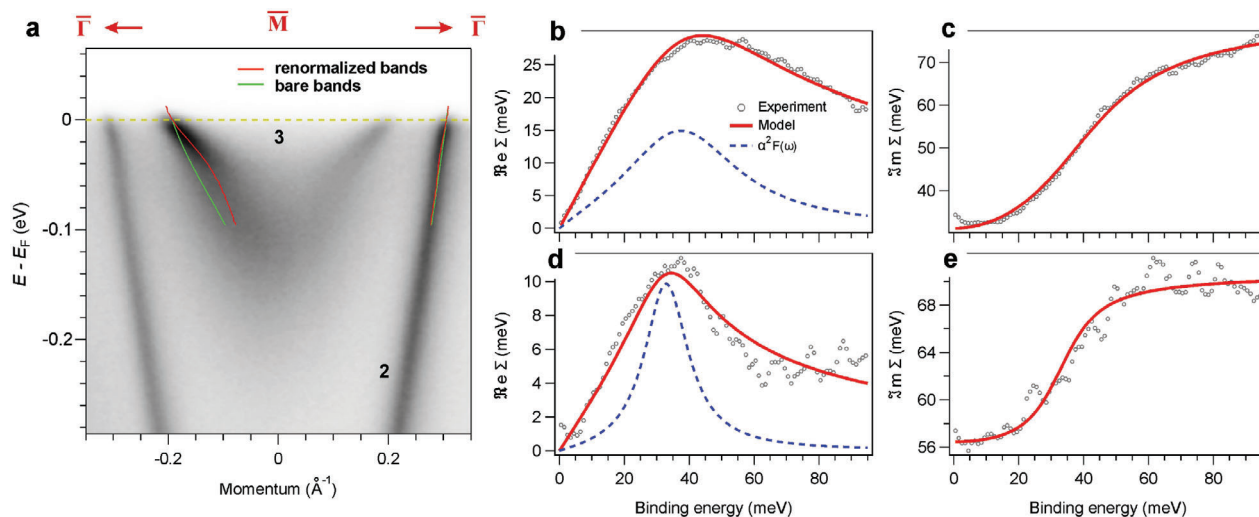 a
Γ̅ M̅ Γ̅
renormalized bands
bare bands
3
2
0
-0.1
-0.2
E - E_F (eV)
-0.2 0 0.2
Momentum (Å⁻¹)
b
ℜe Σ (meV)
25
20
15
10
5
0
Experiment
Model
α²F(ω)
c
ℑm Σ (meV)
70
60
50
40
d
ℜe Σ (meV)
10
8
6
4
2
0
0 20 40 60 80
Binding energy (meV)
e
ℑm Σ (meV)
68
64
60
56
0 20 40 60 80
Binding energy (meV)